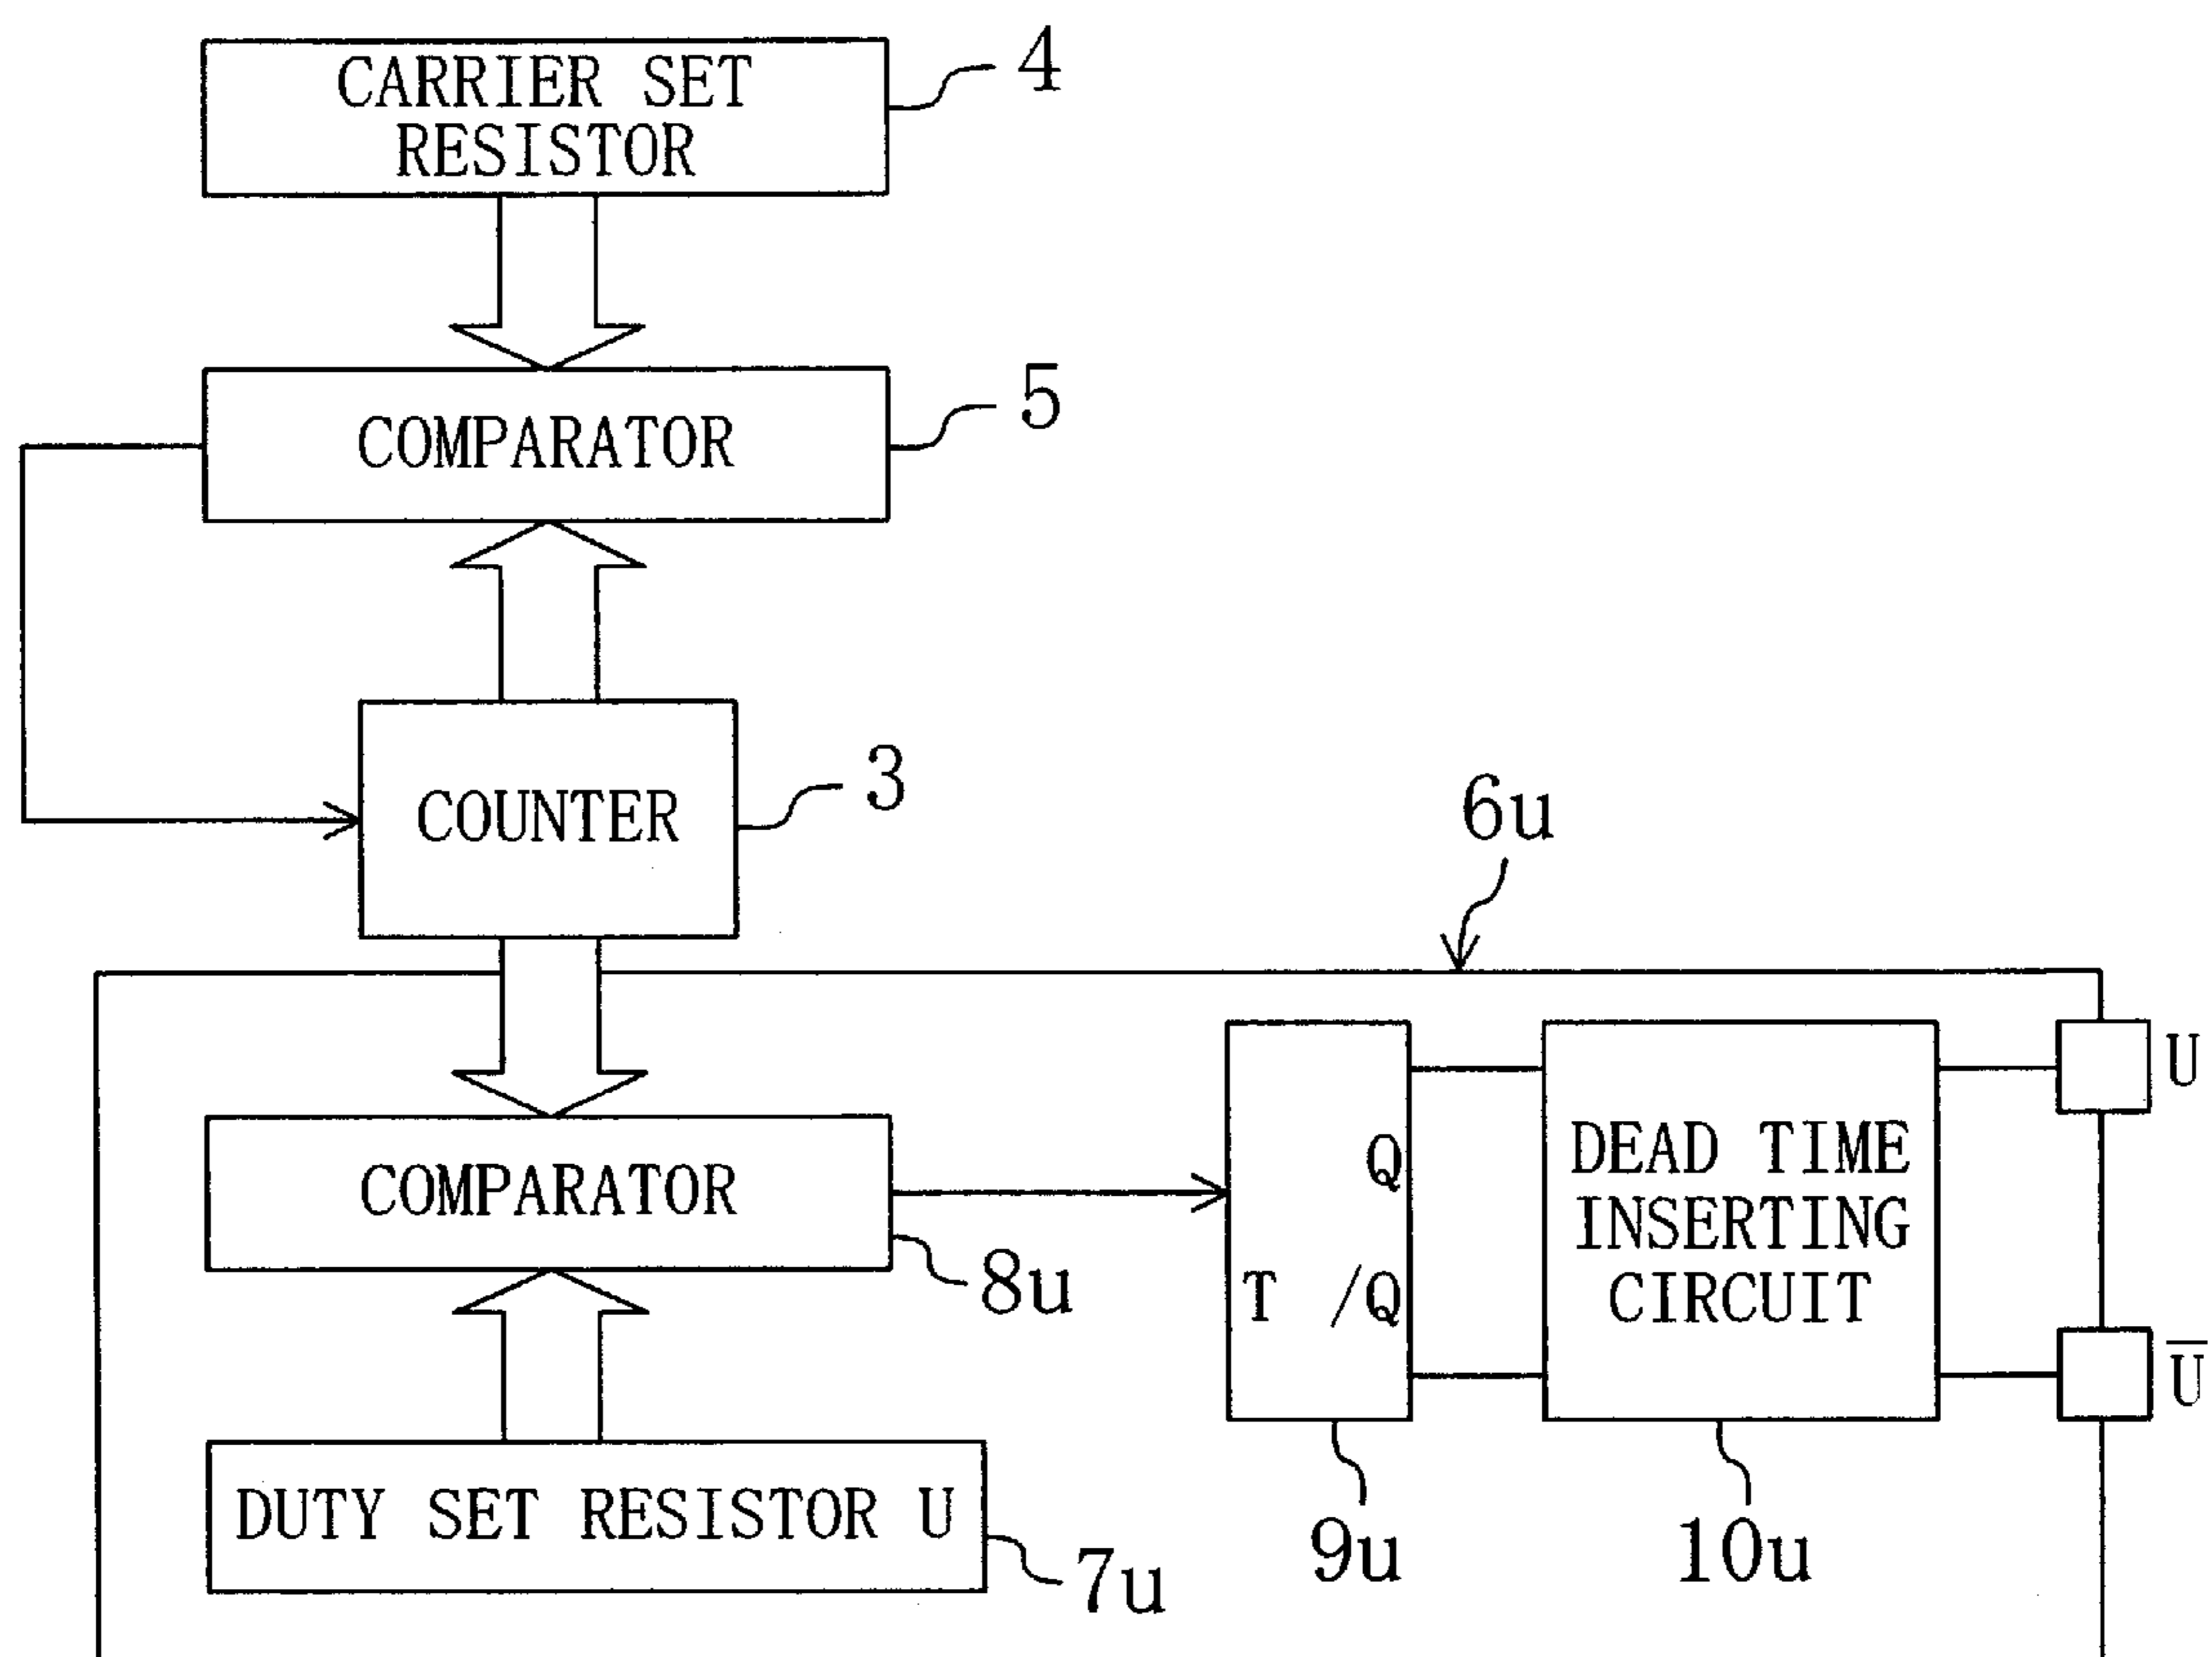 CARRIER SET
RESISTOR
4
COMPARATOR
5
COUNTER
3
6u
COMPARATOR
8u
Q
T /Q
DEAD TIME
INSERTING
CIRCUIT
U
U̅
DUTY SET RESISTOR U
7u
9u
10u